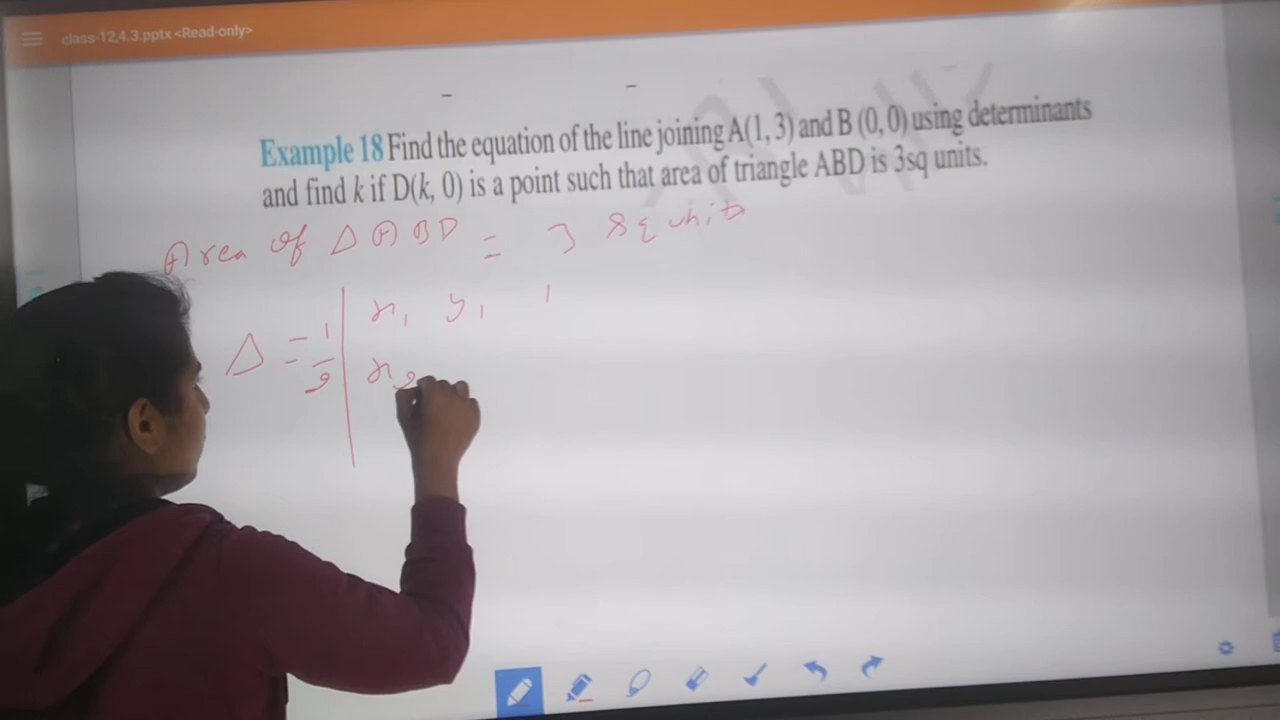 class-12,4.3.pptx <Read-only>
Example 18 Find the equation of the line joining A(1, 3) and B (0, 0) using determinants
and find k if D(k, 0) is a point such that area of triangle ABD is 3sq units.
Area of Δ ABD = 3 sq units
Δ = 1/2 | x₁ y₁ 1
x₂